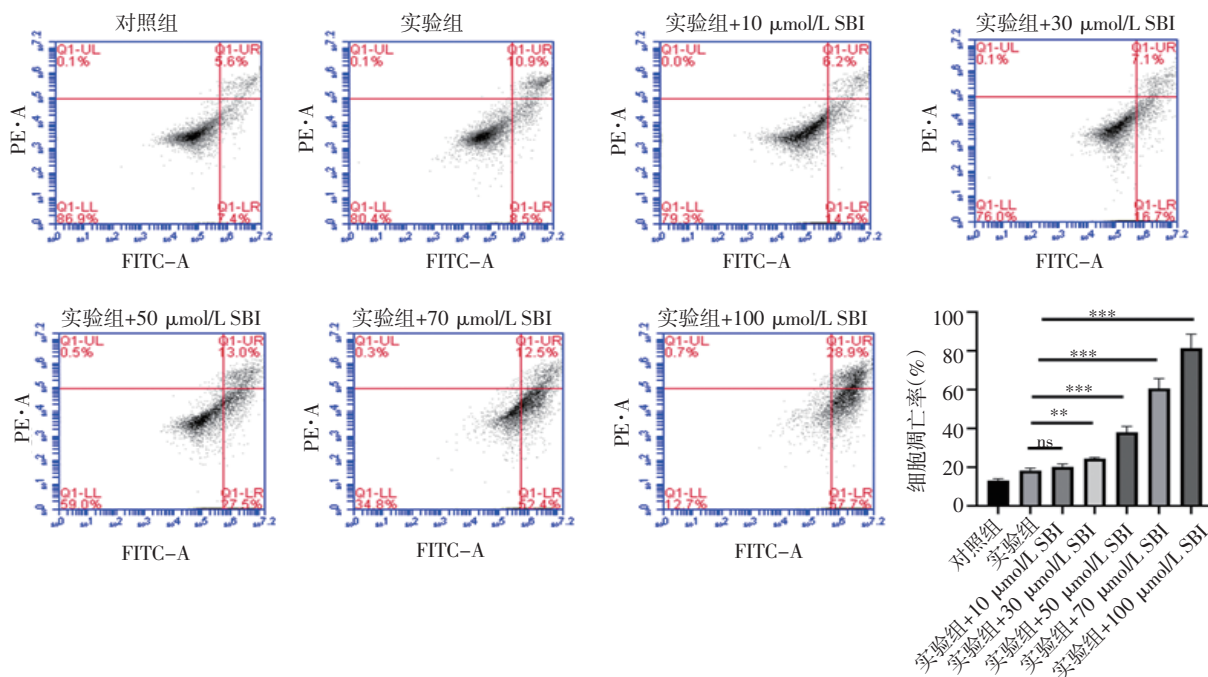 对照组
实验组
实验组+10 μmol/L SBI
实验组+30 μmol/L SBI
Q1-UL
0.1%
Q1-UR
5.6%
Q1-LL
86.9%
Q1-LR
7.4%
PE·A
FITC-A
Q1-UL
0.1%
Q1-UR
10.9%
Q1-LL
80.4%
Q1-LR
8.5%
PE·A
FITC-A
Q1-UL
0.0%
Q1-UR
6.2%
Q1-LL
79.3%
Q1-LR
14.5%
PE·A
FITC-A
Q1-UL
0.1%
Q1-UR
7.1%
Q1-LL
76.0%
Q1-LR
16.7%
PE·A
FITC-A
实验组+50 μmol/L SBI
实验组+70 μmol/L SBI
实验组+100 μmol/L SBI
Q1-UL
0.5%
Q1-UR
13.0%
Q1-LL
59.0%
Q1-LR
27.5%
PE·A
FITC-A
Q1-UL
0.3%
Q1-UR
12.5%
Q1-LL
34.8%
Q1-LR
52.4%
PE·A
FITC-A
Q1-UL
0.7%
Q1-UR
28.9%
Q1-LL
12.7%
Q1-LR
57.7%
PE·A
FITC-A
细胞凋亡率(%)
100
80
60
40
20
0
***
***
***
**
ns
对照组
实验组
实验组+10 μmol/L SBI
实验组+30 μmol/L SBI
实验组+50 μmol/L SBI
实验组+70 μmol/L SBI
实验组+100 μmol/L SBI